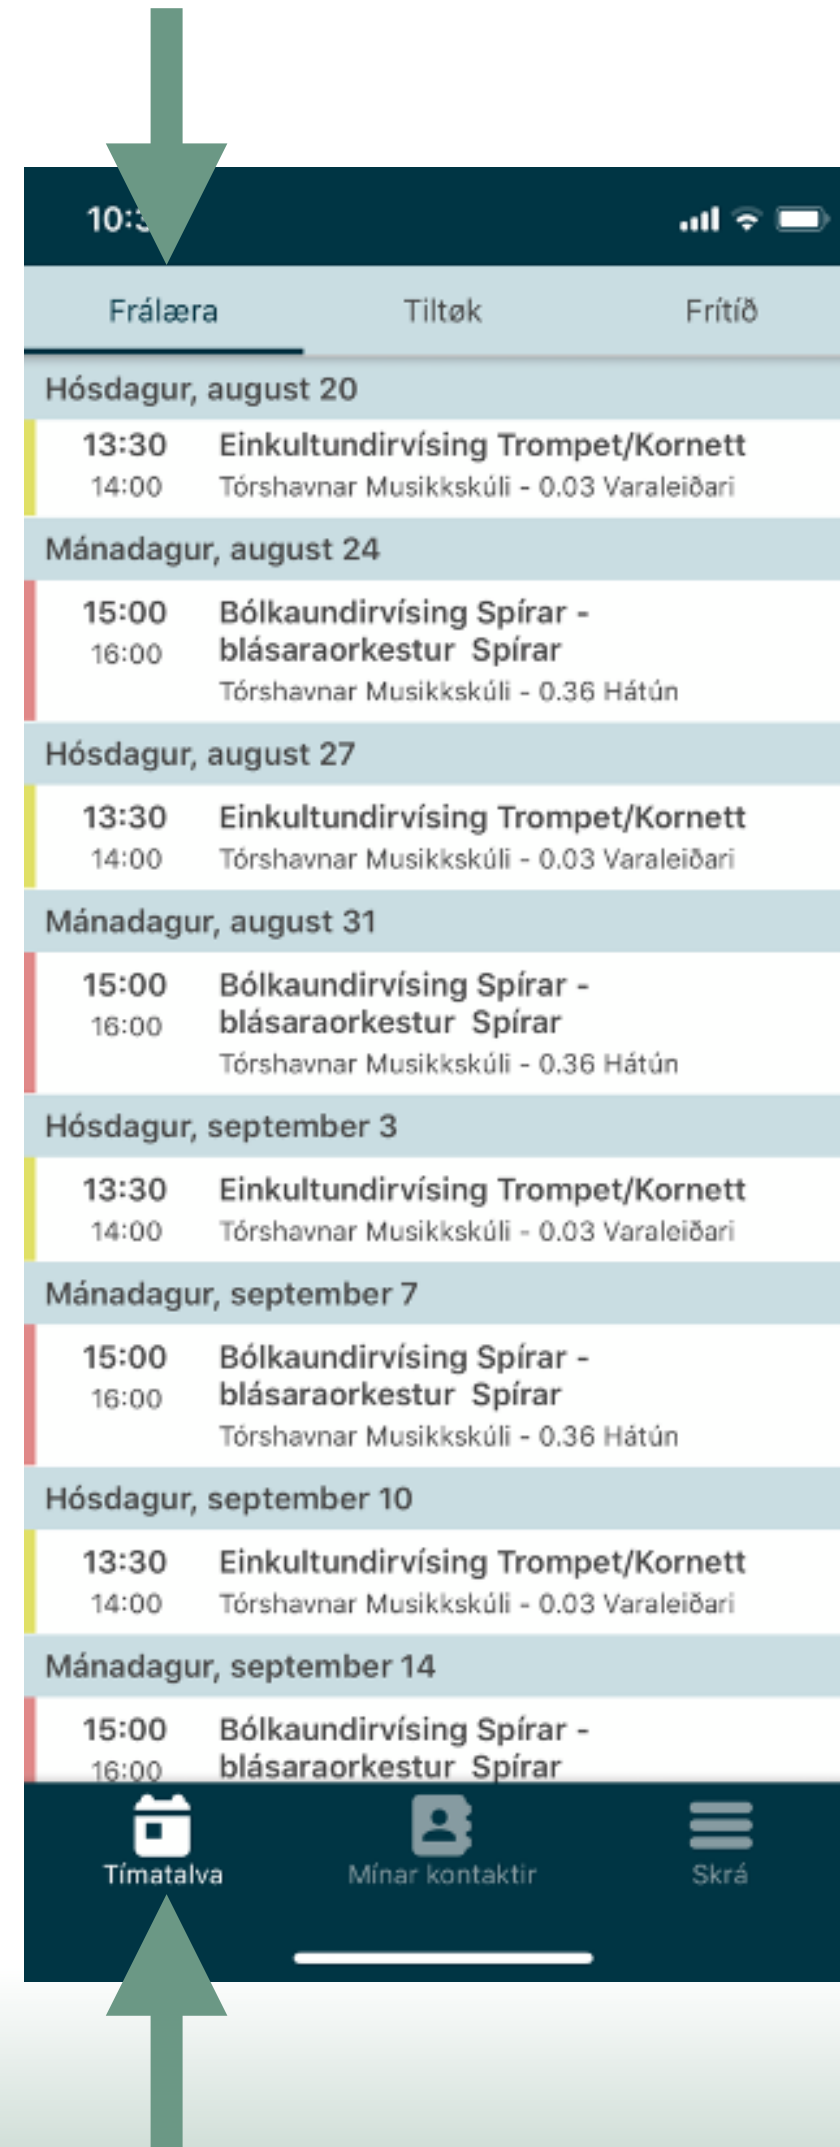 Frálæra Tiltøk Frítíð
Hósdagur, august 20
13:30 Einkultundirvísing Trompet/Kornett
14:00 Tórshavnar Musikkskúli - 0.03 Varaleiðari
Mánadagur, august 24
15:00 Bólkaundirvísing Spírar -
16:00 blásaraorkestur Spírar
Tórshavnar Musikkskúli - 0.36 Hátún
Hósdagur, august 27
13:30 Einkultundirvísing Trompet/Kornett
14:00 Tórshavnar Musikkskúli - 0.03 Varaleiðari
Mánadagur, august 31
15:00 Bólkaundirvísing Spírar -
16:00 blásaraorkestur Spírar
Tórshavnar Musikkskúli - 0.36 Hátún
Hósdagur, september 3
13:30 Einkultundirvísing Trompet/Kornett
14:00 Tórshavnar Musikkskúli - 0.03 Varaleiðari
Mánadagur, september 7
15:00 Bólkaundirvísing Spírar -
16:00 blásaraorkestur Spírar
Tórshavnar Musikkskúli - 0.36 Hátún
Hósdagur, september 10
13:30 Einkultundirvísing Trompet/Kornett
14:00 Tórshavnar Musikkskúli - 0.03 Varaleiðari
Mánadagur, september 14
15:00 Bólkaundirvísing Spírar -
16:00 blásaraorkestur Spírar
Tímatalva Mínar kontaktir Skrá